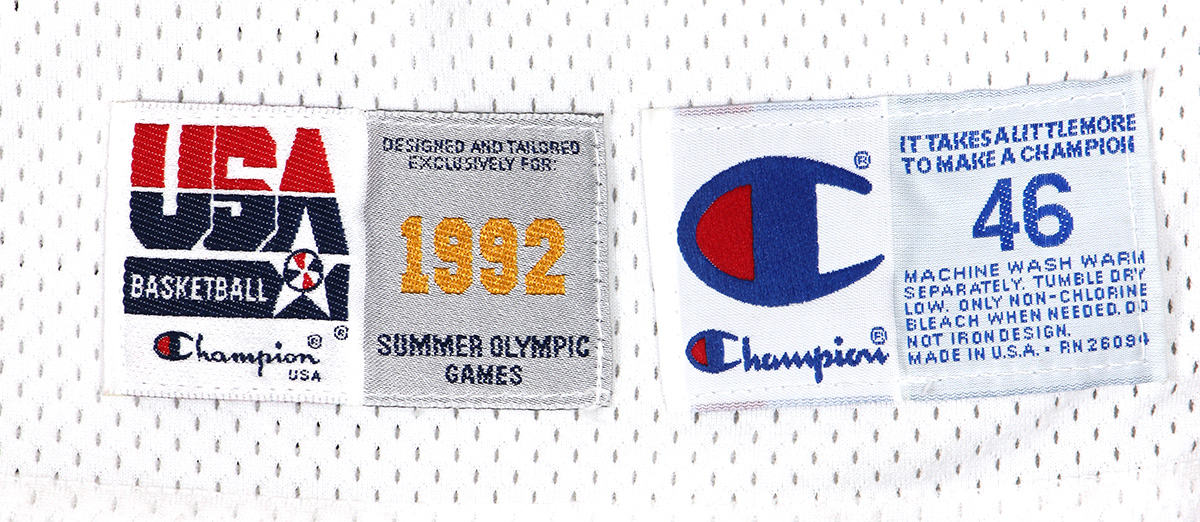 USA
BASKETBALL
Champion®
®
USA
DESIGNED AND TAILORED
EXCLUSIVELY FOR:
1992
SUMMER OLYMPIC
GAMES
®
Champion®
IT TAKES A LITTLE MORE
TO MAKE A CHAMPION
46
MACHINE WASH WARM
SEPARATELY. TUMBLE DRY
LOW. ONLY NON-CHLORINE
BLEACH WHEN NEEDED. DO
NOT IRON DESIGN.
MADE IN U.S.A. • RN 26094